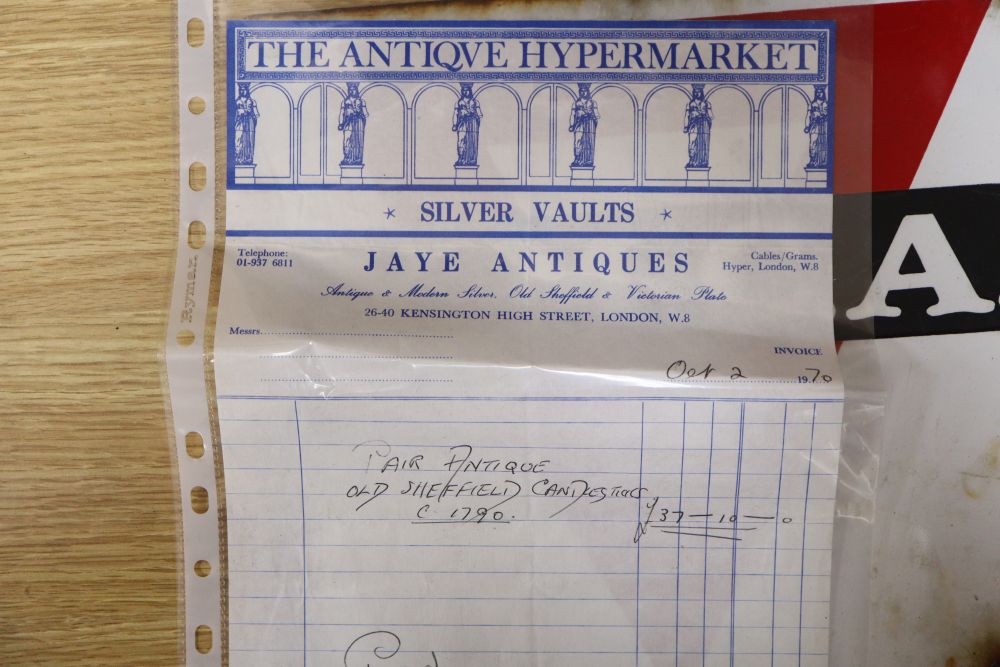 THE ANTIQVE HYPERMARKET
* SILVER VAULTS *
Telephone:
01-937 6811
JAYE ANTIQUES
Cables/Grams.
Hyper, London, W.8
Antique & Modern Silver, Old Sheffield & Victorian Plate
26-40 KENSINGTON HIGH STREET, LONDON, W.8
Messrs
INVOICE
Oct 2 1970
PAIR ANTIQUE
OLD SHEFFIELD CANDLESTICKS
C 1790.
£37-10-0
Ryman
A